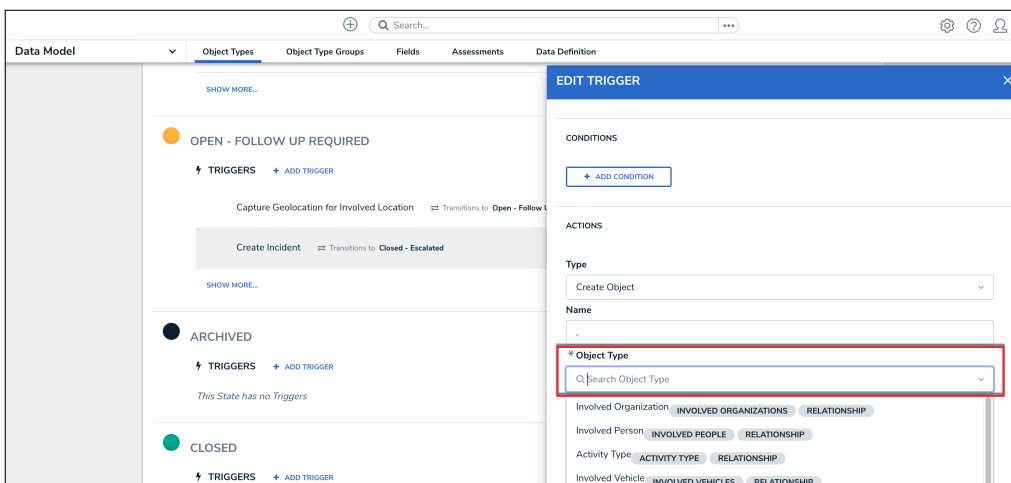 Search...
Data Model
Object Types Object Type Groups Fields Assessments Data Definition
SHOW MORE...
OPEN - FOLLOW UP REQUIRED
TRIGGERS + ADD TRIGGER
Capture Geolocation for Involved Location Transitions to Open - Follow
Create Incident Transitions to Closed - Escalated
SHOW MORE...
ARCHIVED
TRIGGERS + ADD TRIGGER
This State has no Triggers
CLOSED
TRIGGERS + ADD TRIGGER
EDIT TRIGGER
CONDITIONS
+ ADD CONDITION
ACTIONS
Type
Create Object
Name
.
* Object Type
Search Object Type
Involved Organization INVOLVED ORGANIZATIONS RELATIONSHIP
Involved Person INVOLVED PEOPLE RELATIONSHIP
Activity Type ACTIVITY TYPE RELATIONSHIP
Involved Vehicle INVOLVED VEHICLES RELATIONSHIP